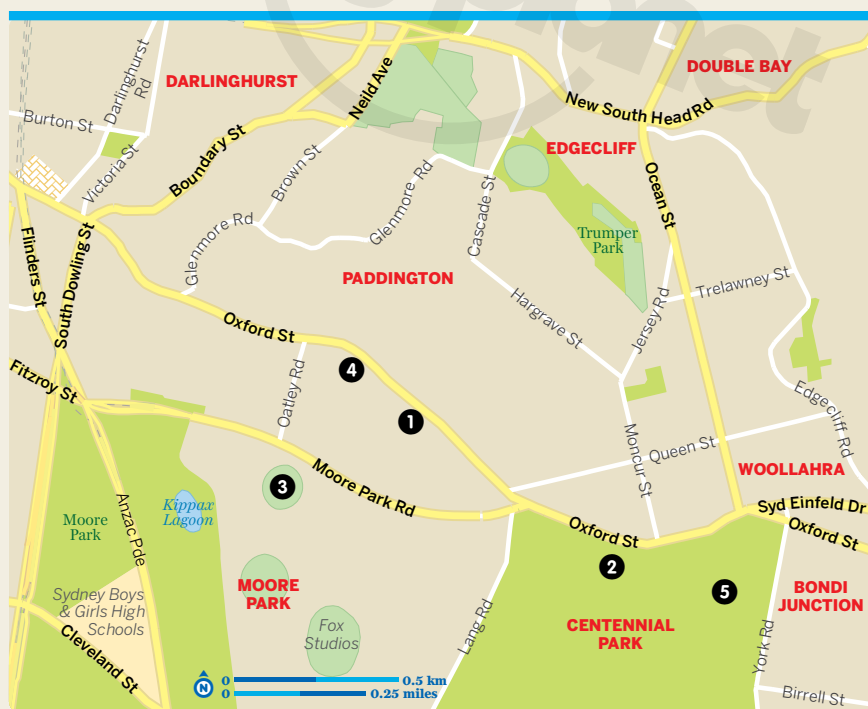 Darlinghurst
Rd
DARLINGHURST
Neild Ave
DOUBLE BAY
New South Head Rd
Burton St
Victoria St
Boundary St
Brown St
EDGECLIFF
Glenmore Rd
Glenmore Rd
Cascade St
Ocean St
Trumper
Park
Flinders St
South Dowling St
PADDINGTON
Trelawney St
Hargrave St
Jersey Rd
Oxford St
Fitzroy St
Oatley Rd
4
Edgecliff Rd
1
Moncur St
Queen St
WOOLLAHRA
3
Moore Park Rd
Kippax
Lagoon
Anzac Pde
Moore
Park
Syd Einfeld Dr
Oxford St
Oxford St
2
5
Sydney Boys
& Girls High
Schools
MOORE
PARK
BONDI
JUNCTION
Fox
Studios
Lang Rd
CENTENNIAL
PARK
York Rd
Cleveland St
N
0 0.5 km
0 0.25 miles
Birrell St
planet